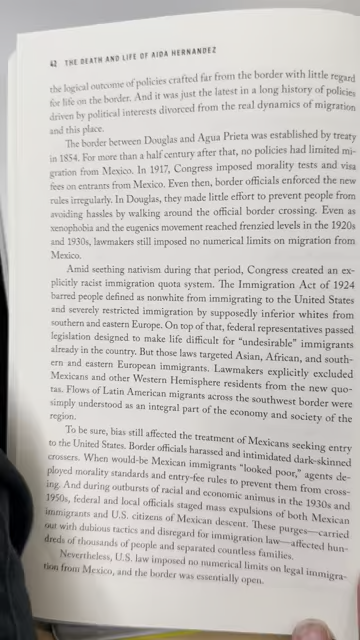 42 THE DEATH AND LIFE OF AIDA HERNANDEZ
the logical outcome of policies crafted far from the border with little regard
for life on the border. And it was just the latest in a long history of policies
driven by political interests divorced from the real dynamics of migration
and this place.
The border between Douglas and Agua Prieta was established by treaty
in 1854. For more than a half century after that, no policies had limited mi-
gration from Mexico. In 1917, Congress imposed morality tests and visa
fees on entrants from Mexico. Even then, border officials enforced the new
rules irregularly. In Douglas, they made little effort to prevent people from
avoiding hassles by walking around the official border crossing. Even as
xenophobia and the eugenics movement reached frenzied levels in the 1920s
and 1930s, lawmakers still imposed no numerical limits on migration from
Mexico.
Amid seething nativism during that period, Congress created an ex-
plicitly racist immigration quota system. The Immigration Act of 1924
barred people defined as nonwhite from immigrating to the United States
and severely restricted immigration by supposedly inferior whites from
southern and eastern Europe. On top of that, federal representatives passed
legislation designed to make life difficult for "undesirable" immigrants
already in the country. But those laws targeted Asian, African, and south-
ern and eastern European immigrants. Lawmakers explicitly excluded
Mexicans and other Western Hemisphere residents from the new quo-
tas. Flows of Latin American migrants across the southwest border were
simply understood as an integral part of the economy and society of the
region.
To be sure, bias still affected the treatment of Mexicans seeking entry
to the United States. Border officials harassed and intimidated dark-skinned
crossers. When would-be Mexican immigrants "looked poor," agents de-
ployed morality standards and entry-fee rules to prevent them from cross-
ing. And during outbursts of racial and economic animus in the 1930s and
1950s, federal and local officials staged mass expulsions of both Mexican
immigrants and U.S. citizens of Mexican descent. These purges—carried
out with dubious tactics and disregard for immigration law—affected hun-
dreds of thousands of people and separated countless families.
Nevertheless, U.S. law imposed no numerical limits on legal immigra-
tion from Mexico, and the border was essentially open.